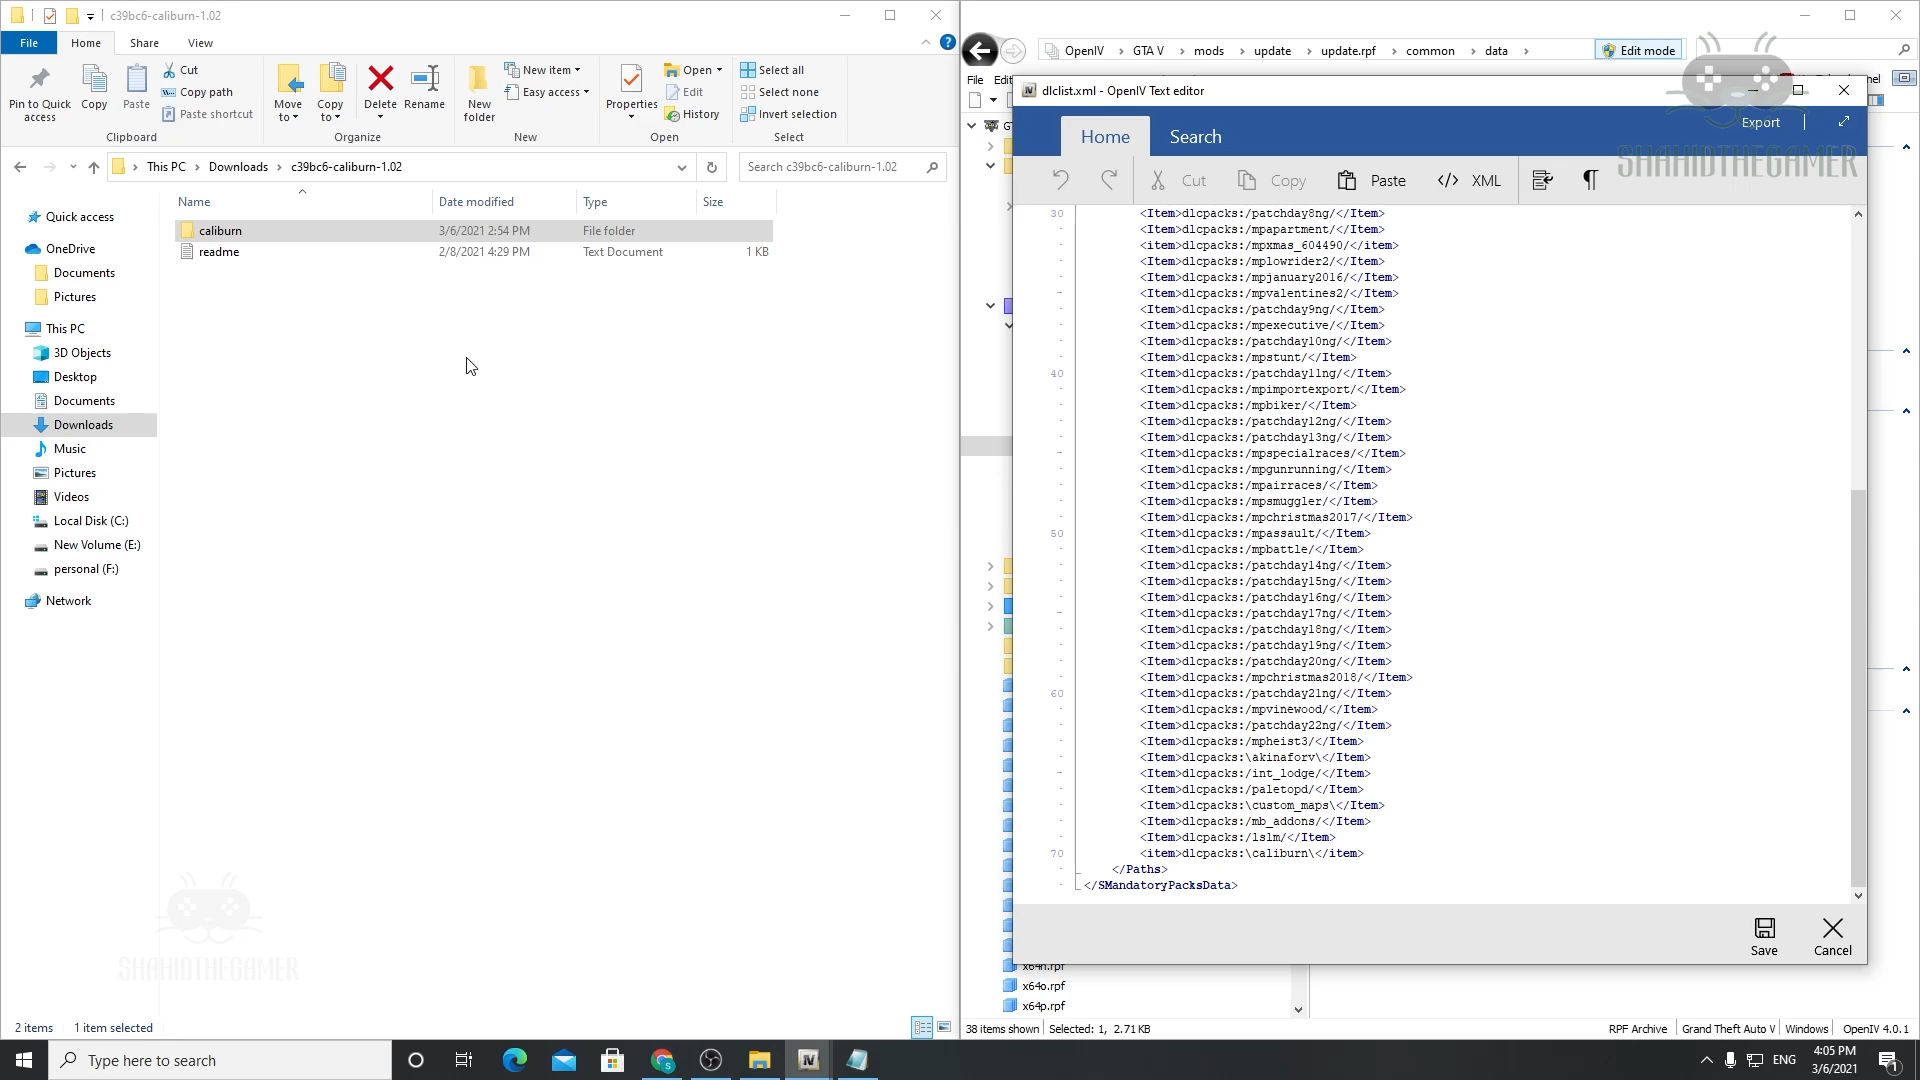 c39bc6-caliburn-1.02
File
Home
Share
View
Pin to Quick access
Copy
Paste
Cut
Copy path
Paste shortcut
Clipboard
Move to
Copy to
Delete
Rename
Organize
New folder
New item
Easy access
New
Properties
Open
Edit
History
Open
Select all
Select none
Invert selection
Select
This PC
Downloads
c39bc6-caliburn-1.02
Search c39bc6-caliburn-1.02
Name
Date modified
Type
Size
caliburn
3/6/2021 2:54 PM
File folder
readme
2/8/2021 4:29 PM
Text Document
1 KB
Quick access
OneDrive
Documents
Pictures
This PC
3D Objects
Desktop
Documents
Downloads
Music
Pictures
Videos
Local Disk (C:)
New Volume (E:)
personal (F:)
Network
SHAHIDTHEGAMER
2 items
1 item selected
OpenIV
GTA V
mods
update
update.rpf
common
data
Edit mode
File
Edit
dlclist.xml - OpenIV Text editor
Export
SHAHIDTHEGAMER
Home
Search
Cut
Copy
Paste
XML
30 <Item>dlcpacks:/patchday8ng/</Item>
<Item>dlcpacks:/mpapartment/</Item>
<item>dlcpacks:/mpxmas_604490/</item>
<Item>dlcpacks:/mplowrider2/</Item>
<Item>dlcpacks:/mpjanuary2016/</Item>
<Item>dlcpacks:/mpvalentines2/</Item>
<Item>dlcpacks:/patchday9ng/</Item>
<Item>dlcpacks:/mpexecutive/</Item>
<Item>dlcpacks:/patchday10ng/</Item>
<Item>dlcpacks:/mpstunt/</Item>
40 <Item>dlcpacks:/patchday11ng/</Item>
<Item>dlcpacks:/mpimportexport/</Item>
<Item>dlcpacks:/mpbiker/</Item>
<Item>dlcpacks:/patchday12ng/</Item>
<Item>dlcpacks:/patchday13ng/</Item>
<Item>dlcpacks:/mpspecialraces/</Item>
<Item>dlcpacks:/mpgunrunning/</Item>
<Item>dlcpacks:/mpairraces/</Item>
<Item>dlcpacks:/mpsmuggler/</Item>
<Item>dlcpacks:/mpchristmas2017/</Item>
50 <Item>dlcpacks:/mpassault/</Item>
<Item>dlcpacks:/mpbattle/</Item>
<Item>dlcpacks:/patchday14ng/</Item>
<Item>dlcpacks:/patchday15ng/</Item>
<Item>dlcpacks:/patchday16ng/</Item>
<Item>dlcpacks:/patchday17ng/</Item>
<Item>dlcpacks:/patchday18ng/</Item>
<Item>dlcpacks:/patchday19ng/</Item>
<Item>dlcpacks:/patchday20ng/</Item>
<Item>dlcpacks:/mpchristmas2018/</Item>
60 <Item>dlcpacks:/patchday21ng/</Item>
<Item>dlcpacks:/mpvinewood/</Item>
<Item>dlcpacks:/patchday22ng/</Item>
<Item>dlcpacks:/mpheist3/</Item>
<Item>dlcpacks:\akinaforv\</Item>
<Item>dlcpacks:/int_lodge/</Item>
<Item>dlcpacks:/paletopd/</Item>
<Item>dlcpacks:\custom_maps\</Item>
<Item>dlcpacks:/mb_addons/</Item>
<Item>dlcpacks:/lslm/</Item>
70 <item>dlcpacks:\caliburn\</item>
</Paths>
</SMandatoryPacksData>
Save
Cancel
x64n.rpf
x64o.rpf
x64p.rpf
38 items shown
Selected: 1, 2.71 KB
RPF Archive
Grand Theft Auto V
Windows
OpenIV 4.0.1
Type here to search
ENG
4:05 PM
3/6/2021
1